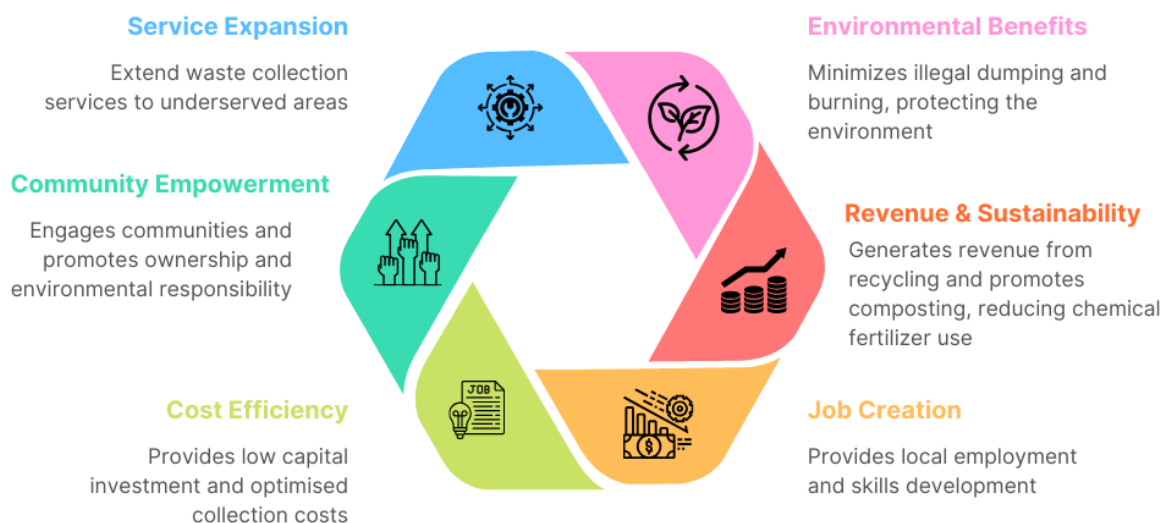 Service Expansion
Extend waste collection
services to underserved areas
Environmental Benefits
Minimizes illegal dumping and
burning, protecting the
environment
Community Empowerment
Engages communities and
promotes ownership and
environmental responsibility
Revenue & Sustainability
Generates revenue from
recycling and promotes
composting, reducing chemical
fertilizer use
Cost Efficiency
Provides low capital
investment and optimised
collection costs
JOB
$
Job Creation
Provides local employment
and skills development